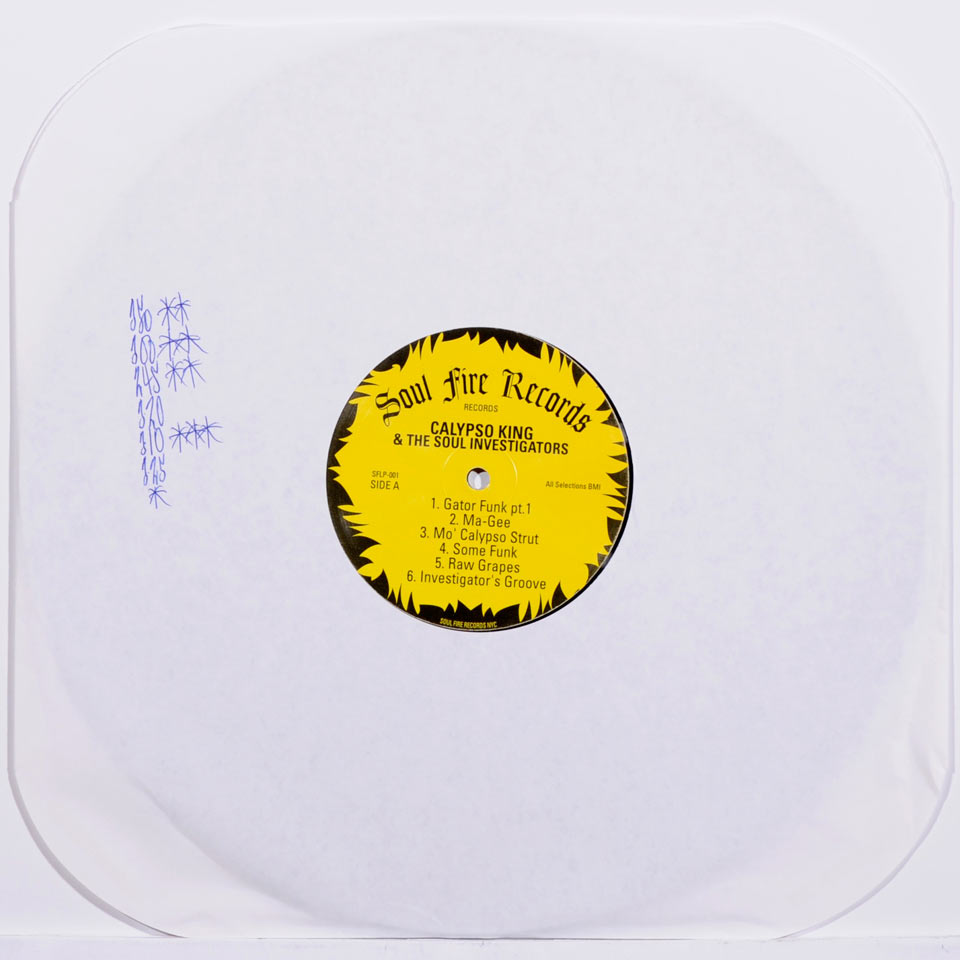 Soul Fire Records
RECORDS
CALYPSO KING
& THE SOUL INVESTIGATORS
SFLP-001
SIDE A
All Selections BMI
1. Gator Funk pt.1
2. Ma-Gee
3. Mo' Calypso Strut
4. Some Funk
5. Raw Grapes
6. Investigator's Groove
SOUL FIRE RECORDS NYC